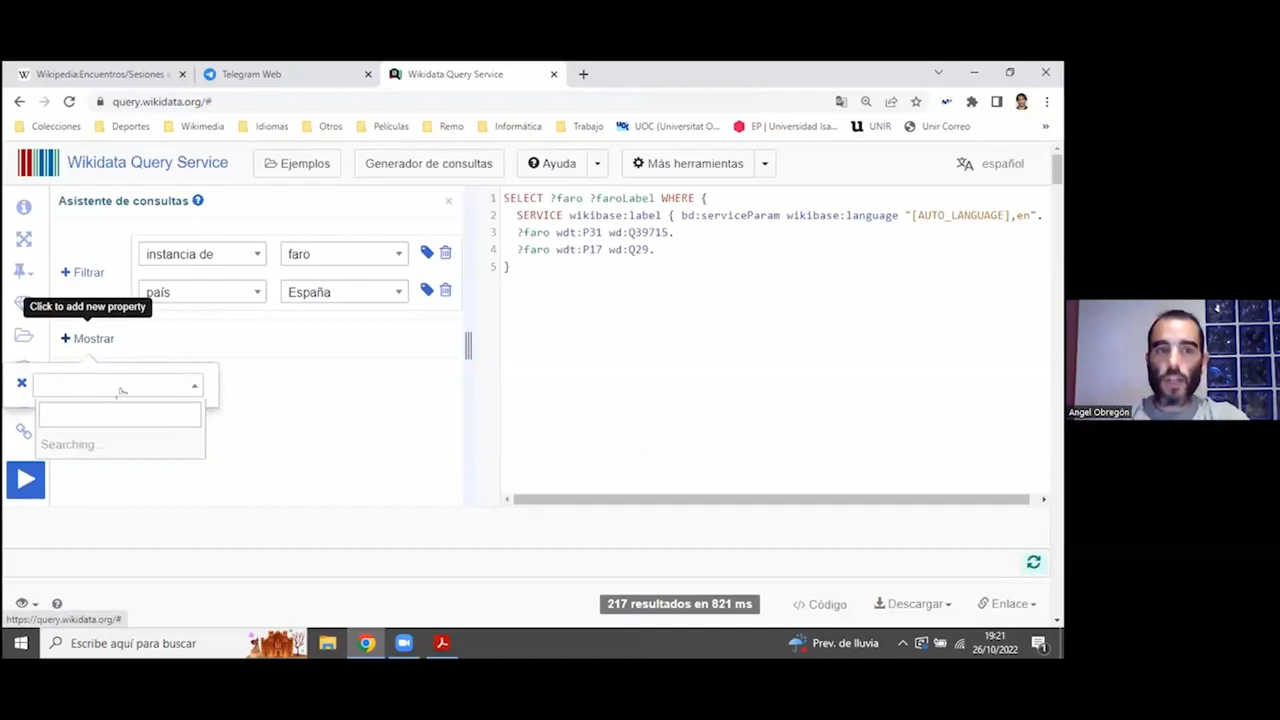 Wikipedia:Encuentros/Sesiones e
Telegram Web
Wikidata Query Service
query.wikidata.org/#
Colecciones
Deportes
Wikimedia
Idiomas
Otros
Películas
Remo
Informática
Trabajo
UOC (Universitat O...
EP | Universidad Isa...
UNIR
Unir Correo
Wikidata Query Service
Ejemplos
Generador de consultas
Ayuda
Más herramientas
español
Asistente de consultas
Filtrar
instancia de
faro
país
España
Click to add new property
Mostrar
Searching...
1 SELECT ?faro ?faroLabel WHERE {
2 SERVICE wikibase:label { bd:serviceParam wikibase:language "[AUTO_LANGUAGE],en".
3 ?faro wdt:P31 wd:Q39715.
4 ?faro wdt:P17 wd:Q29.
5 }
217 resultados en 821 ms
</> Código
Descargar
Enlace
https://query.wikidata.org/#
Escribe aquí para buscar
Prev. de lluvia
19:21
26/10/2022
1
Angel Obregón